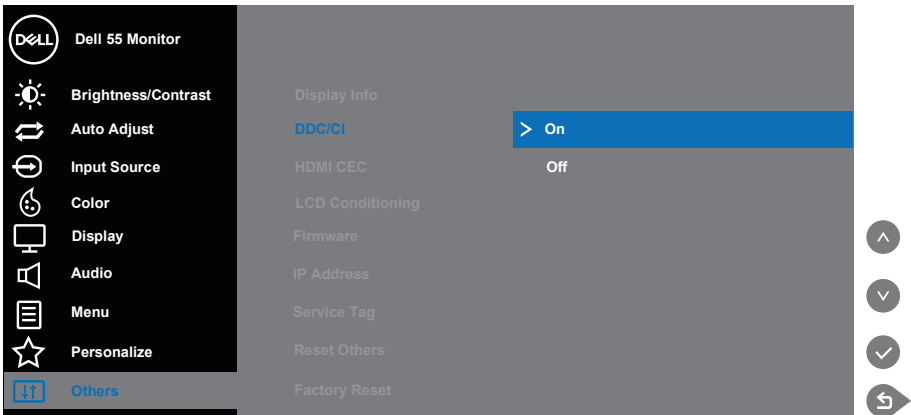 DELL
Dell 55 Monitor
Brightness/Contrast
Auto Adjust
Input Source
Color
Display
Audio
Menu
Personalize
Others
Display Info
DDC/CI
HDMI CEC
LCD Conditioning
Firmware
IP Address
Service Tag
Reset Others
Factory Reset
> On
Off